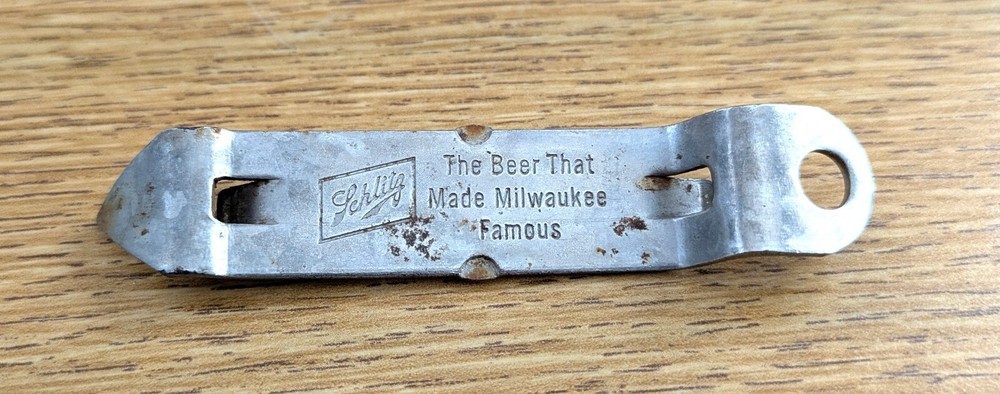 Schlitz
The Beer That
Made Milwaukee
Famous